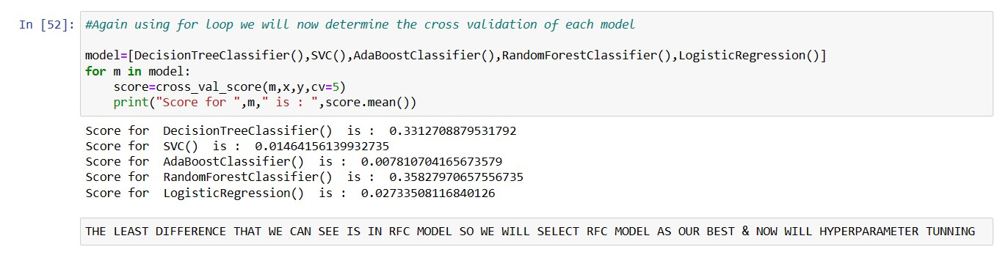 In [52]: #Again using for loop we will now determine the cross validation of each model
model=[DecisionTreeClassifier(),SVC(),AdaBoostClassifier(),RandomForestClassifier(),LogisticRegression()]
for m in model:
    score=cross_val_score(m,x,y,cv=5)
    print("Score for ",m," is : ",score.mean())
Score for  DecisionTreeClassifier()  is :  0.3312708879531792
Score for  SVC()  is :  0.01464156139932735
Score for  AdaBoostClassifier()  is :  0.007810704165673579
Score for  RandomForestClassifier()  is :  0.35827970657556735
Score for  LogisticRegression()  is :  0.02733508116840126
THE LEAST DIFFERENCE THAT WE CAN SEE IS IN RFC MODEL SO WE WILL SELECT RFC MODEL AS OUR BEST & NOW WILL HYPERPARAMETER TUNNING